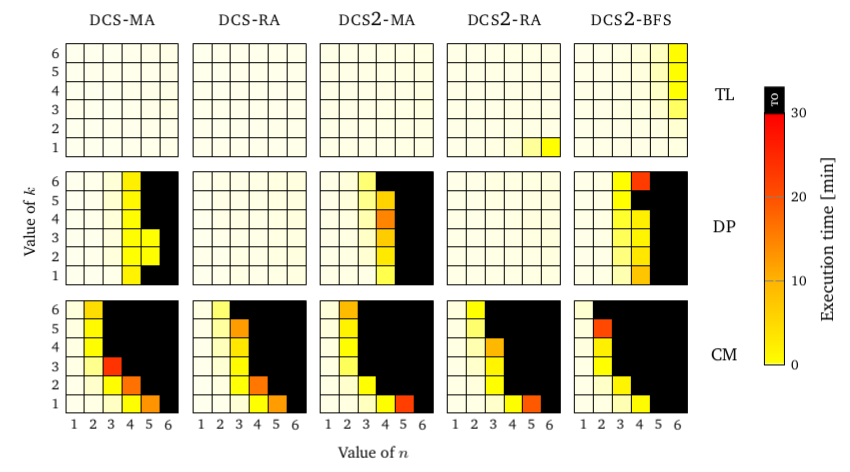 DCS-MA DCS-RA DCS2-MA DCS2-RA DCS2-BFS
6
5
4
3
2
1
TL
6
5
4
3
2
1
DP
6
5
4
3
2
1
CM
Value of k
1 2 3 4 5 6 1 2 3 4 5 6 1 2 3 4 5 6 1 2 3 4 5 6 1 2 3 4 5 6
Value of n
TO
30
20
10
0
Execution time [min]